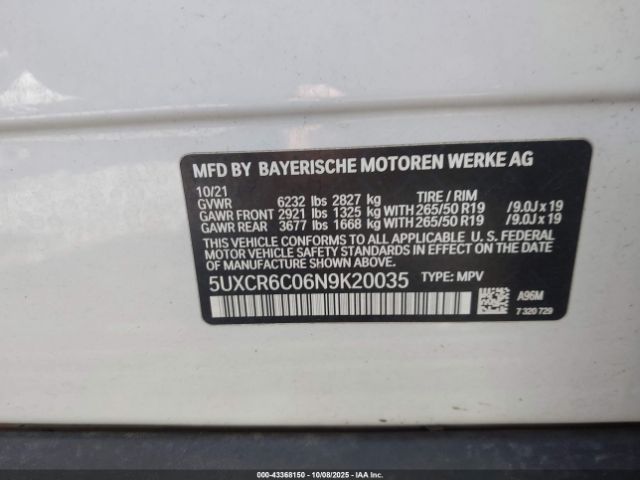 MFD BY BAYERISCHE MOTOREN WERKE AG
10/21
GVWR 6232 lbs 2827 kg TIRE / RIM
GAWR FRONT 2921 lbs 1325 kg WITH 265/50 R19 /9.0J x 19
GAWR REAR 3677 lbs 1668 kg WITH 265/50 R19 /9.0J x 19
THIS VEHICLE CONFORMS TO ALL APPLICABLE U. S. FEDERAL
MOTOR VEHICLE SAFETY STANDARDS IN EFFECT ON THE DATE
OF MANUFACTURE SHOWN ABOVE.
5UXCR6C06N9K20035 TYPE: MPV
A96M
7 320 729
000-43368150 - 10/08/2025 - IAAI.COM